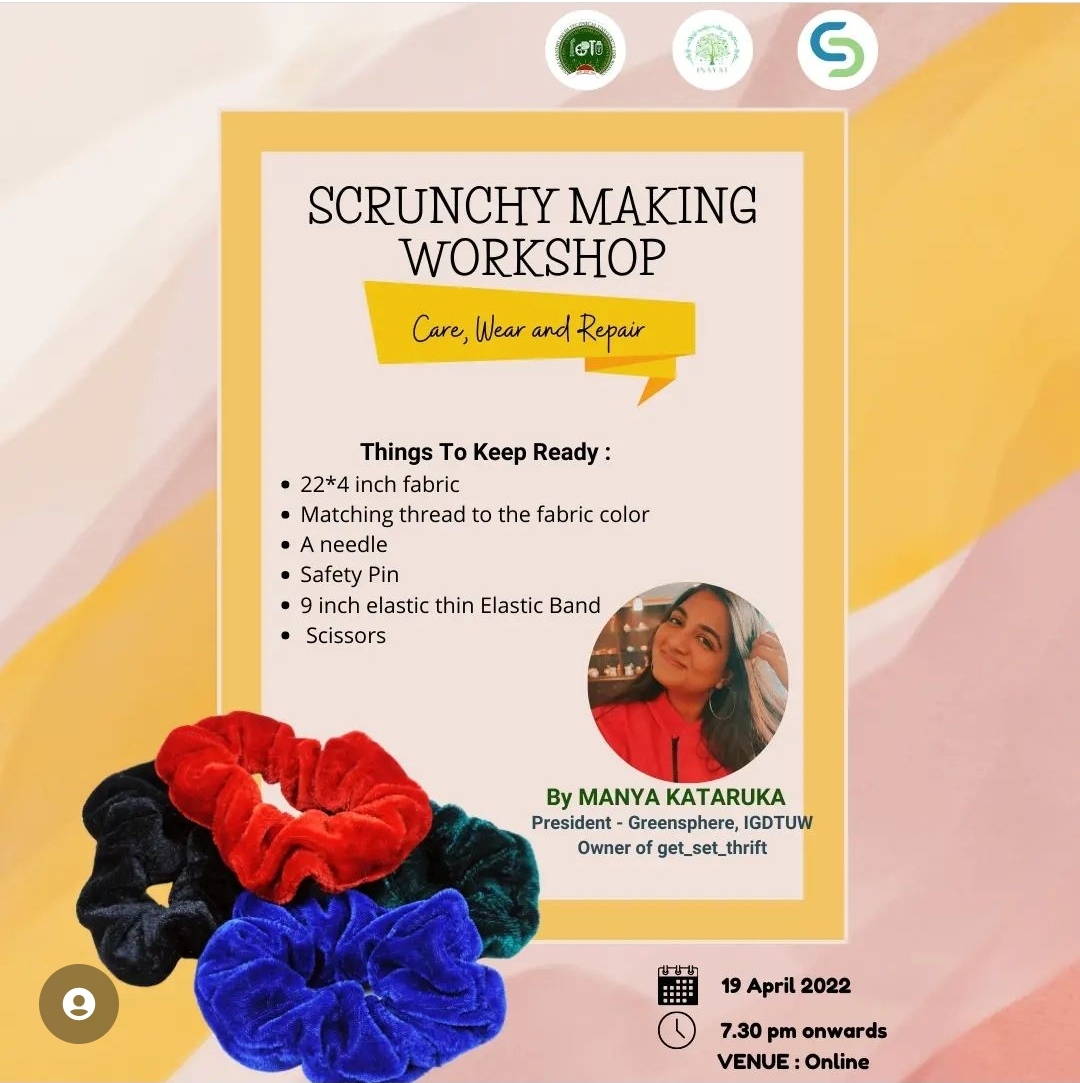 SCRUNCHY MAKING
WORKSHOP
Care, Wear and Repair
Things To Keep Ready :
• 22*4 inch fabric
• Matching thread to the fabric color
• A needle
• Safety Pin
• 9 inch elastic thin Elastic Band
• Scissors
By MANYA KATARUKA
President - Greensphere, IGDTUW
Owner of get_set_thrift
19 April 2022
7.30 pm onwards
VENUE : Online